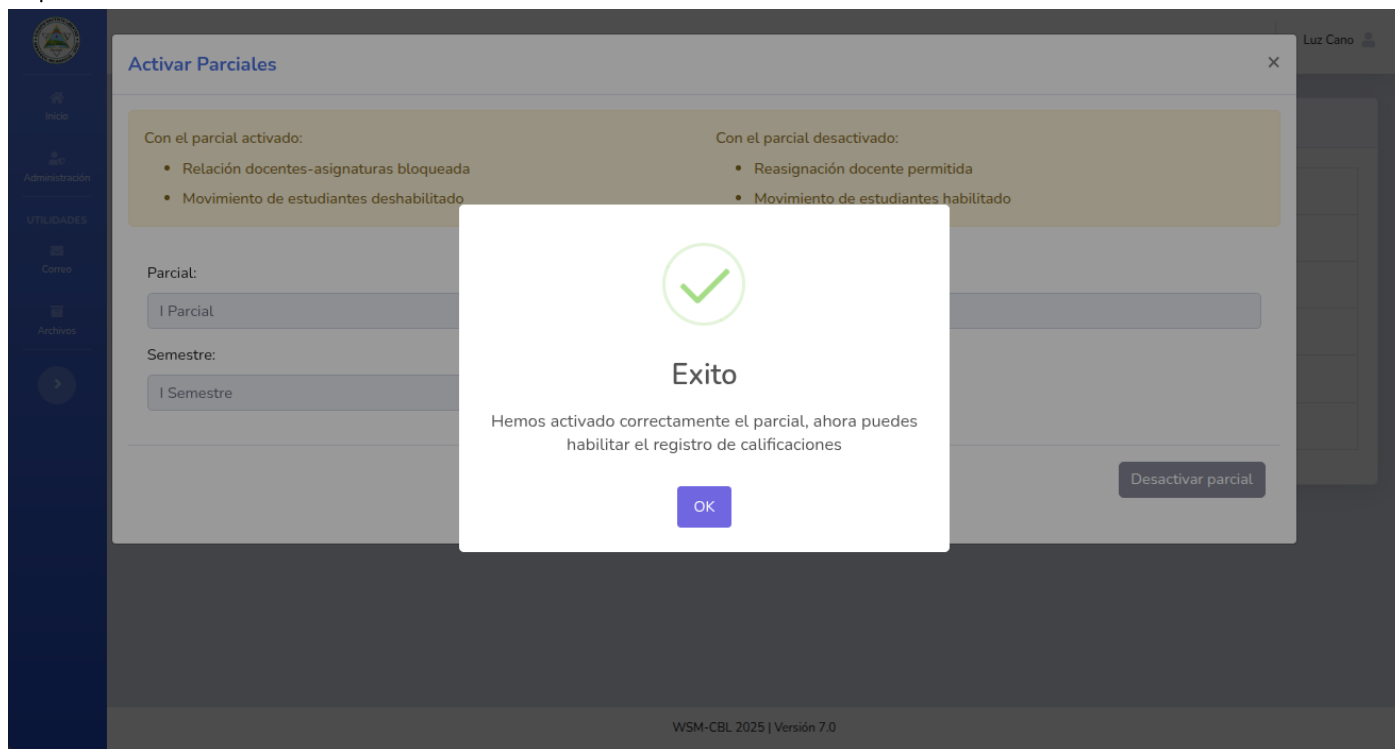 Luz Cano
Activar Parciales
×
Inicio
Administración
UTILIDADES
Correo
Archivos
Con el parcial activado:
• Relación docentes-asignaturas bloqueada
• Movimiento de estudiantes deshabilitado
Con el parcial desactivado:
• Reasignación docente permitida
• Movimiento de estudiantes habilitado
Parcial:
I Parcial
Semestre:
I Semestre
Exito
Hemos activado correctamente el parcial, ahora puedes
habilitar el registro de calificaciones
OK
Desactivar parcial
WSM-CBL 2025 | Versión 7.0